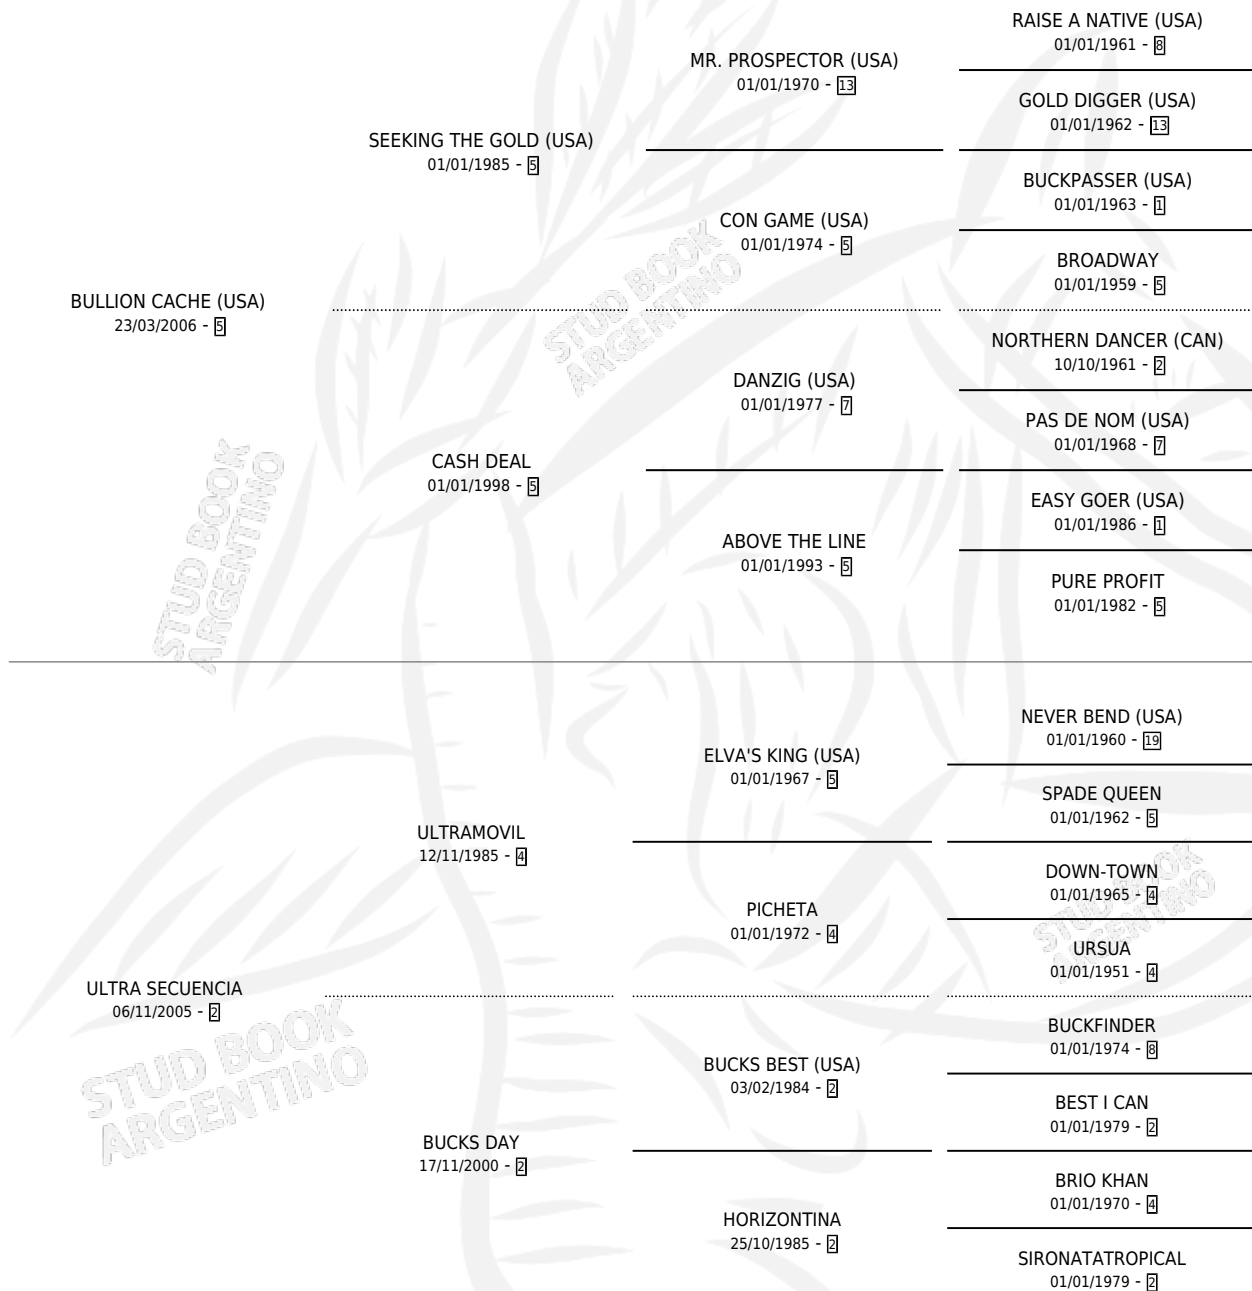 RAISE A NATIVE (USA)
01/01/1961 - 8
MR. PROSPECTOR (USA)
01/01/1970 - 13
GOLD DIGGER (USA)
01/01/1962 - 13
SEEKING THE GOLD (USA)
01/01/1985 - 5
BUCKPASSER (USA)
01/01/1963 - 1
CON GAME (USA)
01/01/1974 - 5
BROADWAY
01/01/1959 - 5
BULLION CACHE (USA)
23/03/2006 - 5
NORTHERN DANCER (CAN)
10/10/1961 - 2
DANZIG (USA)
01/01/1977 - 7
PAS DE NOM (USA)
01/01/1968 - 7
CASH DEAL
01/01/1998 - 5
EASY GOER (USA)
01/01/1986 - 1
ABOVE THE LINE
01/01/1993 - 5
PURE PROFIT
01/01/1982 - 5
STUD BOOK
ARGENTINO
STUD BOOK
ARGENTINO
NEVER BEND (USA)
01/01/1960 - 19
ELVA'S KING (USA)
01/01/1967 - 5
SPADE QUEEN
01/01/1962 - 5
ULTRAMOVIL
12/11/1985 - 4
DOWN-TOWN
01/01/1965 - 4
PICHETA
01/01/1972 - 4
URSUA
01/01/1951 - 4
STUD BOOK
ARGENTINO
ULTRA SECUENCIA
06/11/2005 - 2
BUCKFINDER
01/01/1974 - 8
BUCKS BEST (USA)
03/02/1984 - 2
BEST I CAN
01/01/1979 - 2
BUCKS DAY
17/11/2000 - 2
BRIO KHAN
01/01/1970 - 4
HORIZONTINA
25/10/1985 - 2
SIRONATATROPICAL
01/01/1979 - 2
STUD BOOK
ARGENTINO